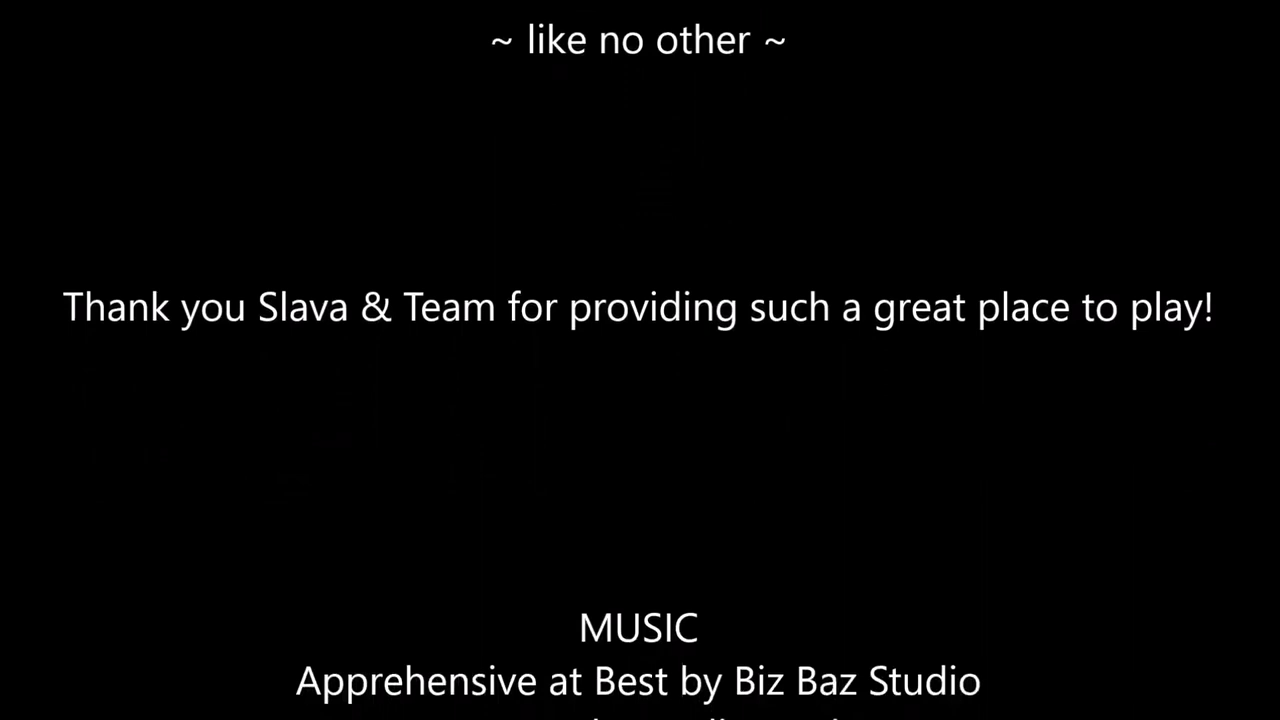 ~ like no other ~
Thank you Slava & Team for providing such a great place to play!
MUSIC
Apprehensive at Best by Biz Baz Studio